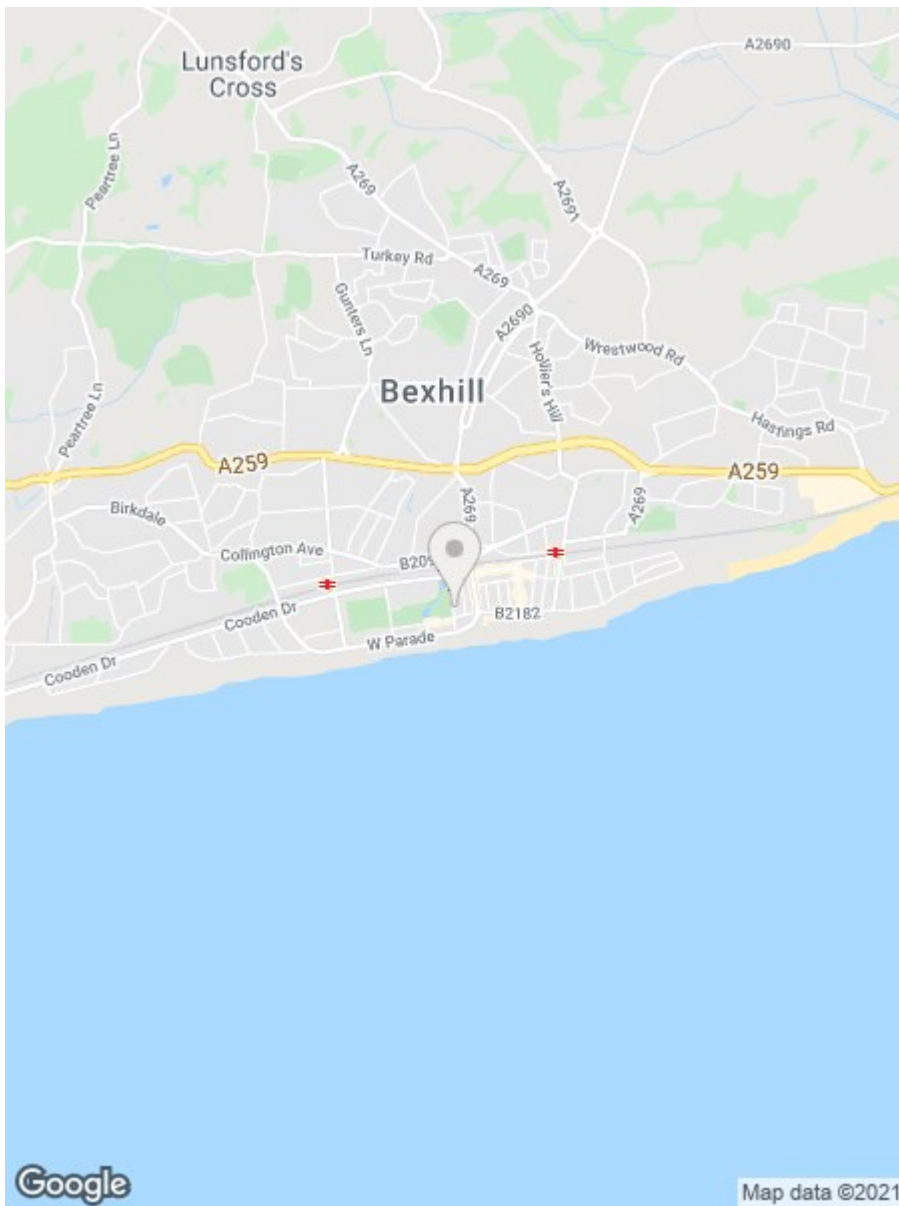 A2690
Lunsford's
Cross
Peartree Ln
A269
A2691
Turkey Rd
A269
Gunters Ln
A2690
Wrestwood Rd
Hollier's Hill
Bexhill
Peartree Ln
Hastings Rd
A259
A259
A269
A269
Birkdale
Collington Ave
Cooden Dr
B2182
W Parade
Cooden Dr
Google
Map data ©2021